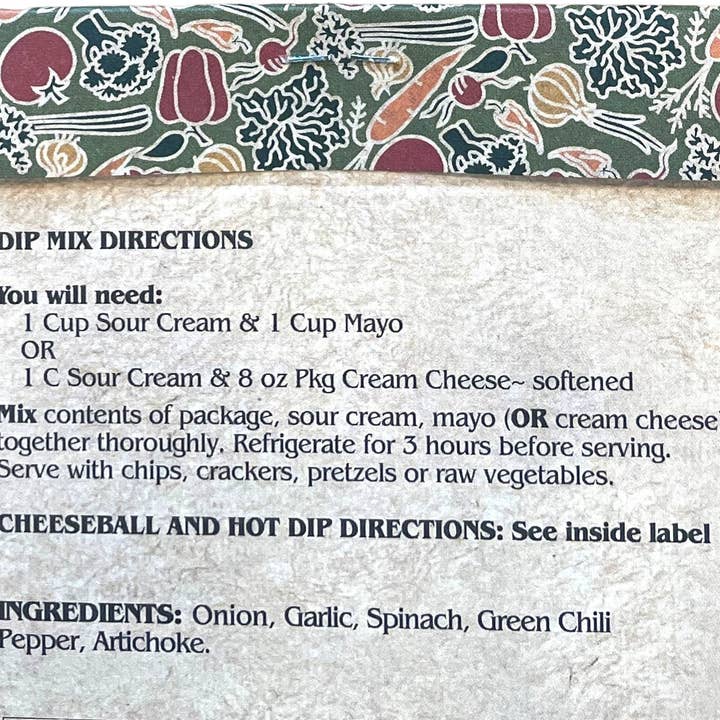 DIP MIX DIRECTIONS
You will need:
1 Cup Sour Cream & 1 Cup Mayo
OR
1 C Sour Cream & 8 oz Pkg Cream Cheese~ softened
Mix contents of package, sour cream, mayo (OR cream cheese
together thoroughly. Refrigerate for 3 hours before serving.
Serve with chips, crackers, pretzels or raw vegetables.
CHEESEBALL AND HOT DIP DIRECTIONS: See inside label
INGREDIENTS: Onion, Garlic, Spinach, Green Chili
Pepper, Artichoke.